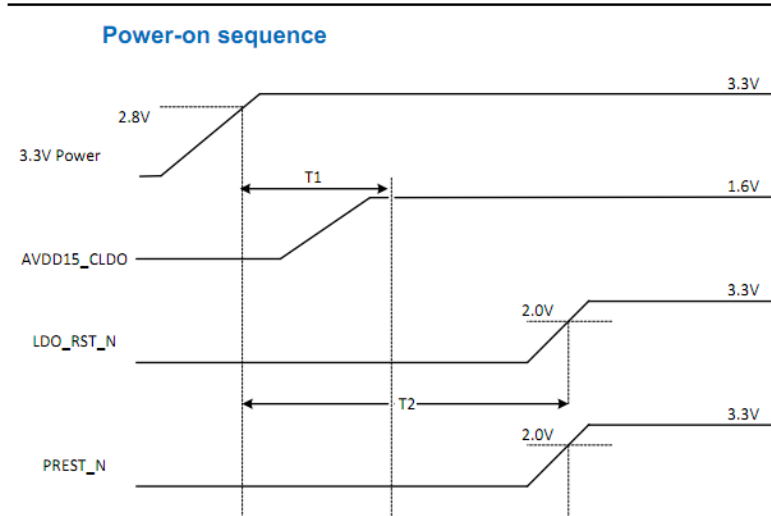 Power-on sequence
3.3V
2.8V
3.3V Power
T1
1.6V
AVDD15_CLDO
3.3V
2.0V
LDO_RST_N
T2
3.3V
2.0V
PREST_N